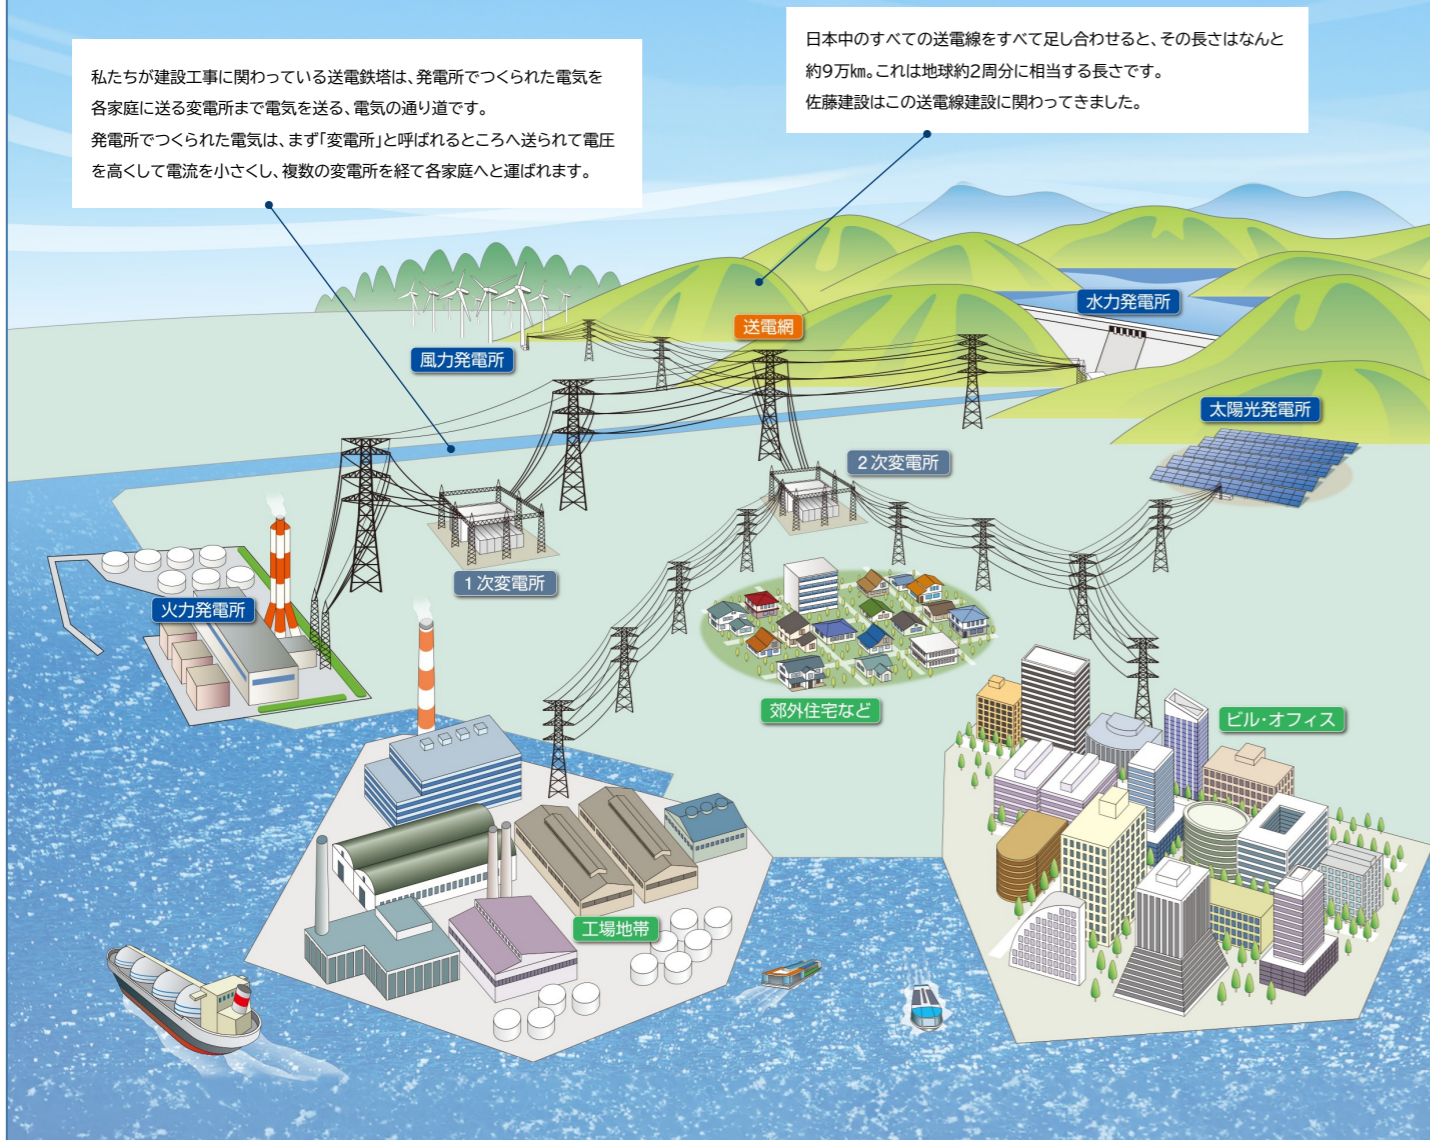 私たちが建設工事に関わっている送電鉄塔は、発電所でつくられた電気を
各家庭に送る変電所まで電気を送る、電気の通り道です。
発電所でつくられた電気は、まず「変電所」と呼ばれるところへ送られて電圧
を高くして電流を小さくし、複数の変電所を経て各家庭へと運ばれます。
日本中のすべての送電線をすべて足し合わせると、その長さはなんと
約9万㎞。これは地球約2周分に相当する長さです。
佐藤建設はこの送電線建設に関わってきました。
水力発電所
送電網
風力発電所
太陽光発電所
2次変電所
1次変電所
火力発電所
郊外住宅など
ビル・オフィス
工場地帯